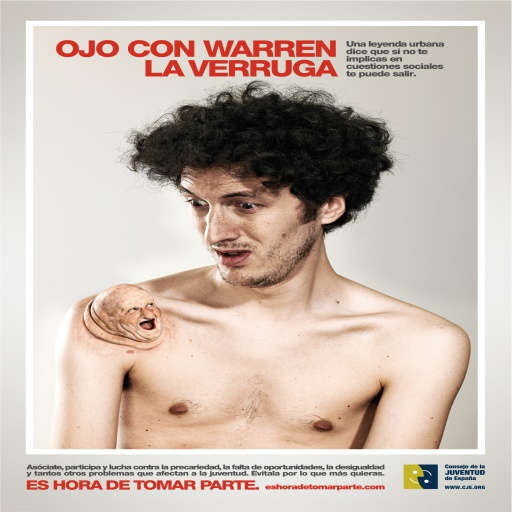 OJO CON WARREN
LA VERRUGA
Una leyenda urbana
dice que si no te
implicas en
cuestiones sociales
te puede salir.
Asóciate, participa y lucha contra la precariedad, la falta de oportunidades, la desigualdad
y tantos otros problemas que afectan a la juventud. Evítala por lo que más quieras.
ES HORA DE TOMAR PARTE. eshoradetomarparte.com
Consejo de la
JUVENTUD
de España
WWW.CJE.ORG